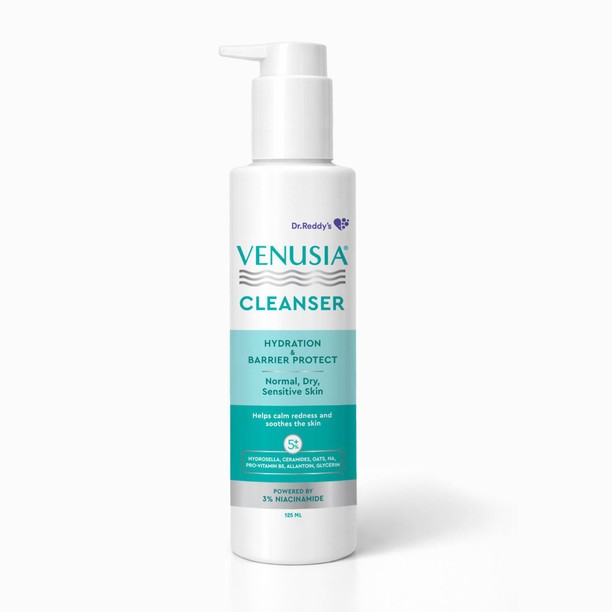 Dr.Reddy's
VENUSIA®
CLEANSER
HYDRATION
&
BARRIER PROTECT
Normal, Dry,
Sensitive Skin
Helps calm redness and
soothes the skin
5+
HYDROSELLA, CERAMIDES, OATS, HA,
PRO-VITAMIN B5, ALLANTOIN, GLYCERIN
POWERED BY
3% NIACINAMIDE
125 ML